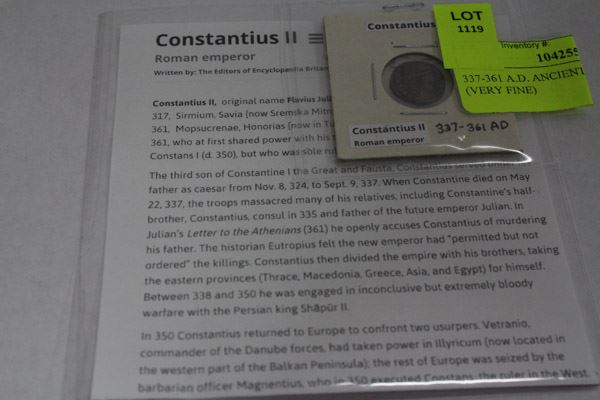 Constantius II
Roman emperor
Written by: The Editors of Encyclopædia Britan
Constantius II, original name Flavius Juli
317, Sirmium, Savia [now Sremska Mitro
361, Mopsucrenae, Honorias [now in Tu
361, who at first shared power with his
Constans I (d. 350), but who was sole ru
The third son of Constantine I the Great and Fausta, Constantius served under
father as caesar from Nov. 8, 324, to Sept. 9, 337. When Constantine died on May
22, 337, the troops massacred many of his relatives, including Constantine's half-
brother, Constantius, consul in 335 and father of the future emperor Julian. In
Julian's Letter to the Athenians (361) he openly accuses Constantius of murdering
his father. The historian Eutropius felt the new emperor had "permitted but not
ordered" the killings. Constantius then divided the empire with his brothers, taking
the eastern provinces (Thrace, Macedonia, Greece, Asia, and Egypt) for himself.
Between 338 and 350 he was engaged in inconclusive but extremely bloody
warfare with the Persian king Shāpūr II.
In 350 Constantius returned to Europe to confront two usurpers. Vetranio,
commander of the Danube forces, had taken power in Illyricum (now located in
the western part of the Balkan Peninsula); the rest of Europe was seized by the
barbarian officer Magnentius, who in 350 executed Constans, the ruler in the West.
Constantius
Constantius II
Roman emperor
337-361 AD
LOT
1119
Inventory #:
104255
337-361 A.D. ANCIENT
(VERY FINE)